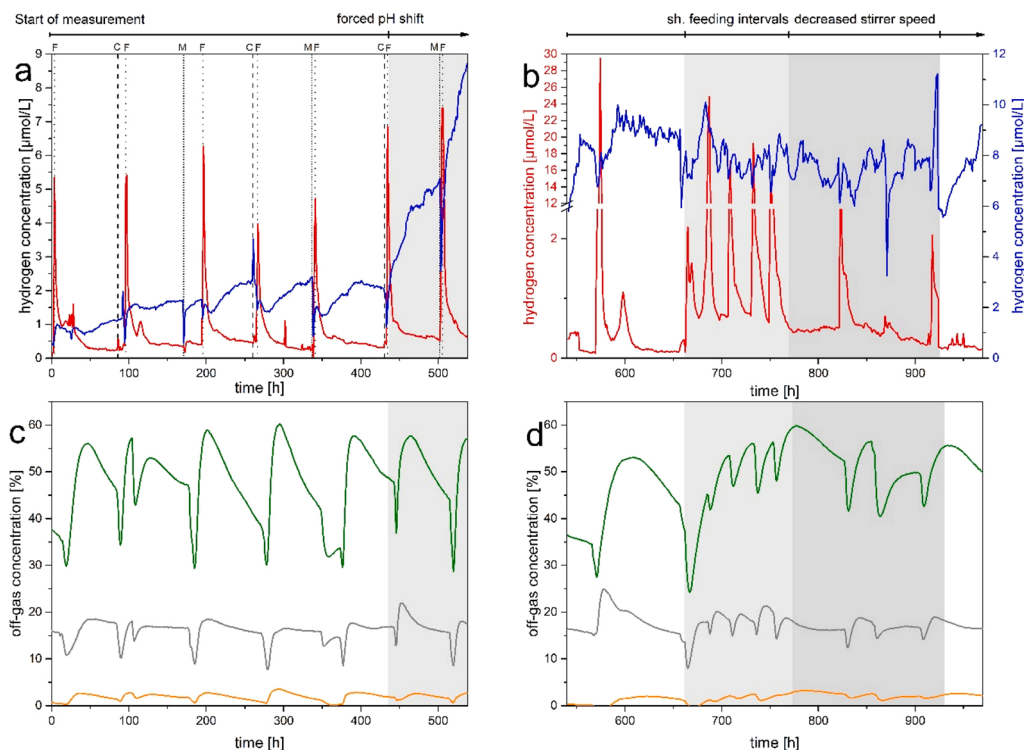 Start of measurement
forced pH shift
sh. feeding intervals
decreased stirrer speed
F C F M F C F M F C F M F
a
hydrogen concentration [µmol/L]
9
8
7
6
5
4
3
2
1
0
0 100 200 300 400 500
time [h]
b
hydrogen concentration [µmol/L]
hydrogen concentration [µmol/L]
30
28
26
24
22
20
18
16
14
12
2
0
12
10
8
6
4
2
0
600 700 800 900
time [h]
hydrogen concentration [µmol/L]
c
off-gas concentration [%]
60
50
40
30
20
10
0
0 100 200 300 400 500
time [h]
d
off-gas concentration [%]
60
50
40
30
20
10
0
600 700 800 900
time [h]